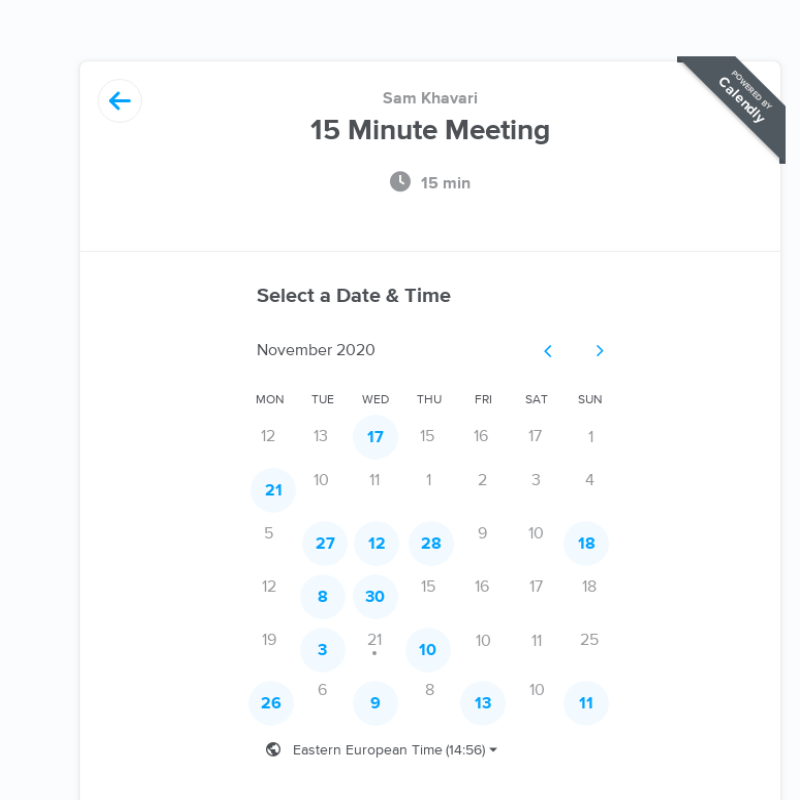 POWERED BY
Calendly
Sam Khavari
15 Minute Meeting
15 min
Select a Date & Time
November 2020
MON TUE WED THU FRI SAT SUN
12 13 17 15 16 17 1
21 10 11 1 2 3 4
5 27 12 28 9 10 18
12 8 30 15 16 17 18
19 3 21 10 10 11 25
26 6 9 8 13 10 11
Eastern European Time (14:56)